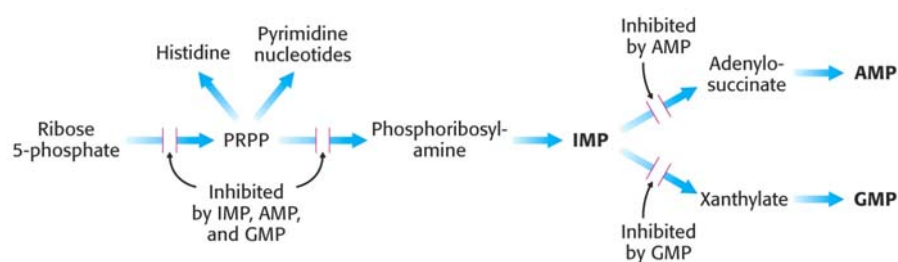 Histidine
Pyrimidine
nucleotides
Ribose
5-phosphate
PRPP
Inhibited
by IMP, AMP,
and GMP
Phosphoribosyl-
amine
IMP
Inhibited
by AMP
Adenylo-
succinate
AMP
Inhibited
by GMP
Xanthylate
GMP